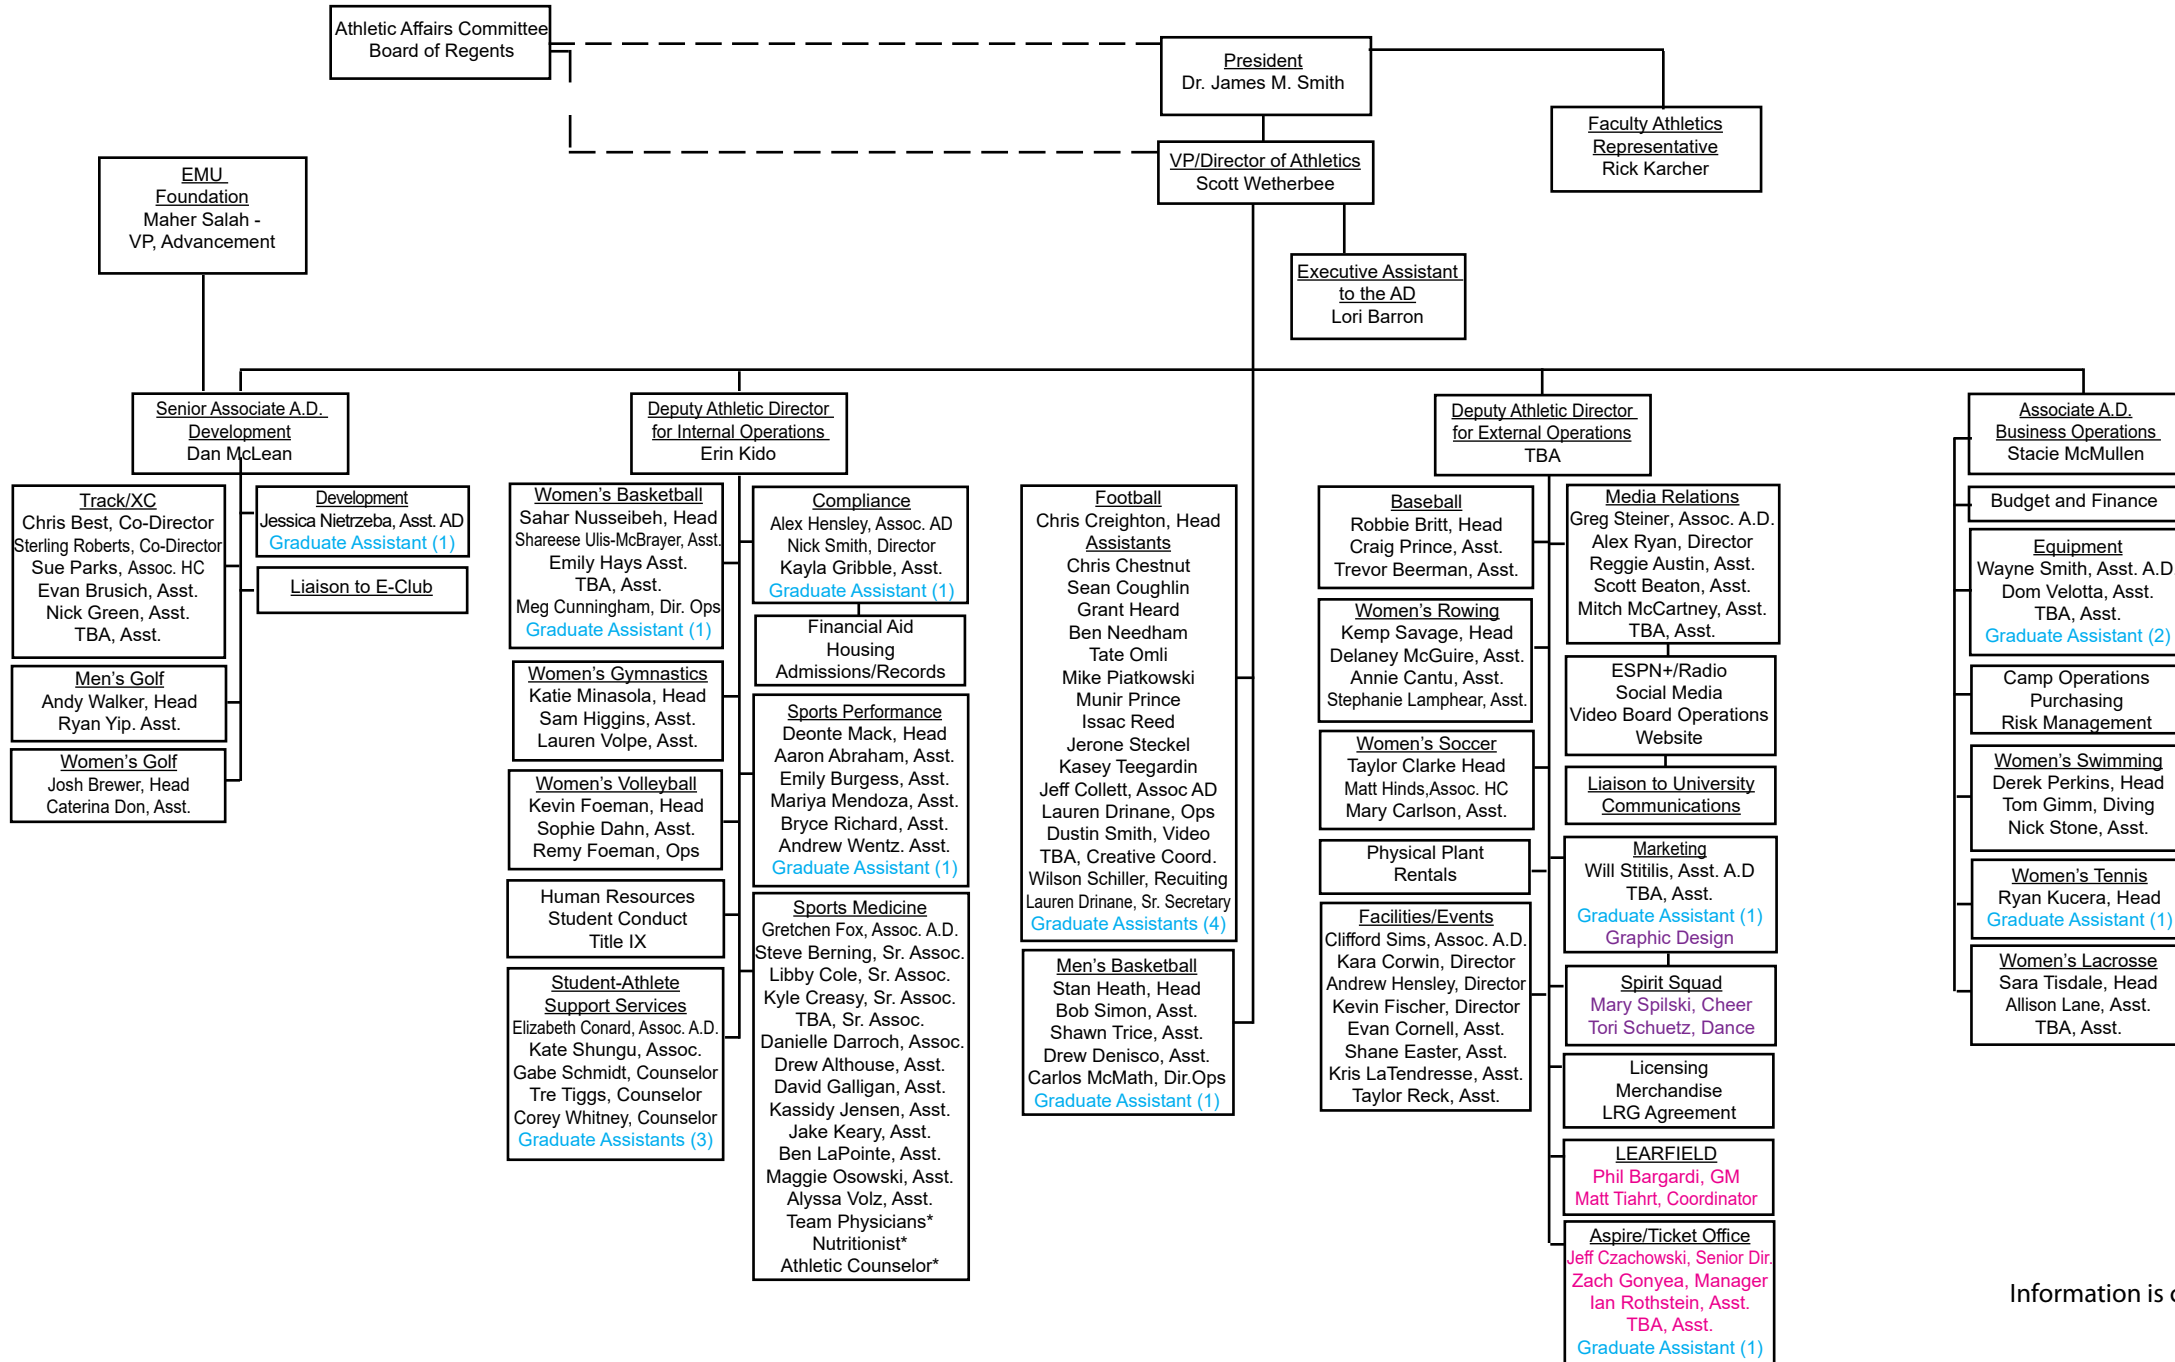 Athletic Affairs Committee
Board of Regents
President
Dr. James M. Smith
Faculty Athletics
Representative
Rick Karcher
VP/Director of Athletics
Scott Wetherbee
EMU
Foundation
Maher Salah -
VP, Advancement
Executive Assistant
to the AD
Lori Barron
Senior Associate A.D.
Development
Dan McLean
Track/XC
Chris Best, Co-Director
Sterling Roberts, Co-Director
Sue Parks, Assoc. HC
Evan Brusich, Asst.
Nick Green, Asst.
TBA, Asst.
Men's Golf
Andy Walker, Head
Ryan Yip. Asst.
Women's Golf
Josh Brewer, Head
Caterina Don, Asst.
Development
Jessica Nietrzeba, Asst. AD
Graduate Assistant (1)
Liaison to E-Club
Deputy Athletic Director
for Internal Operations
Erin Kido
Women's Basketball
Sahar Nusseibeh, Head
Shareese Ulis-McBrayer, Asst.
Emily Hays Asst.
TBA, Asst.
Meg Cunningham, Dir. Ops
Graduate Assistant (1)
Women's Gymnastics
Katie Minasola, Head
Sam Higgins, Asst.
Lauren Volpe, Asst.
Women's Volleyball
Kevin Foeman, Head
Sophie Dahn, Asst.
Remy Foeman, Ops
Human Resources
Student Conduct
Title IX
Student-Athlete
Support Services
Elizabeth Conard, Assoc. A.D.
Kate Shungu, Assoc.
Gabe Schmidt, Counselor
Tre Tiggs, Counselor
Corey Whitney, Counselor
Graduate Assistants (3)
Compliance
Alex Hensley, Assoc. AD
Nick Smith, Director
Kayla Gribble, Asst.
Graduate Assistant (1)
Financial Aid
Housing
Admissions/Records
Sports Performance
Deonte Mack, Head
Aaron Abraham, Asst.
Emily Burgess, Asst.
Mariya Mendoza, Asst.
Bryce Richard, Asst.
Andrew Wentz. Asst.
Graduate Assistant (1)
Sports Medicine
Gretchen Fox, Assoc. A.D.
Steve Berning, Sr. Assoc.
Libby Cole, Sr. Assoc.
Kyle Creasy, Sr. Assoc.
TBA, Sr. Assoc.
Danielle Darroch, Assoc.
Drew Althouse, Asst.
David Galligan, Asst.
Kassidy Jensen, Asst.
Jake Keary, Asst.
Ben LaPointe, Asst.
Maggie Osowski, Asst.
Alyssa Volz, Asst.
Team Physicians*
Nutritionist*
Athletic Counselor*
Football
Chris Creighton, Head
Assistants
Chris Chestnut
Sean Coughlin
Grant Heard
Ben Needham
Tate Omli
Mike Piatkowski
Munir Prince
Issac Reed
Jerone Steckel
Kasey Teegardin
Jeff Collett, Assoc AD
Lauren Drinane, Ops
Dustin Smith, Video
TBA, Creative Coord.
Wilson Schiller, Recuiting
Lauren Drinane, Sr. Secretary
Graduate Assistants (4)
Men's Basketball
Stan Heath, Head
Bob Simon, Asst.
Shawn Trice, Asst.
Drew Denisco, Asst.
Carlos McMath, Dir.Ops
Graduate Assistant (1)
Deputy Athletic Director
for External Operations
TBA
Baseball
Robbie Britt, Head
Craig Prince, Asst.
Trevor Beerman, Asst.
Women's Rowing
Kemp Savage, Head
Delaney McGuire, Asst.
Annie Cantu, Asst.
Stephanie Lamphear, Asst.
Women's Soccer
Taylor Clarke Head
Matt Hinds,Assoc. HC
Mary Carlson, Asst.
Physical Plant
Rentals
Facilities/Events
Clifford Sims, Assoc. A.D.
Kara Corwin, Director
Andrew Hensley, Director
Kevin Fischer, Director
Evan Cornell, Asst.
Shane Easter, Asst.
Kris LaTendresse, Asst.
Taylor Reck, Asst.
Media Relations
Greg Steiner, Assoc. A.D.
Alex Ryan, Director
Reggie Austin, Asst.
Scott Beaton, Asst.
Mitch McCartney, Asst.
TBA, Asst.
ESPN+/Radio
Social Media
Video Board Operations
Website
Liaison to University
Communications
Marketing
Will Stitilis, Asst. A.D
TBA, Asst.
Graduate Assistant (1)
Graphic Design
Spirit Squad
Mary Spilski, Cheer
Tori Schuetz, Dance
Licensing
Merchandise
LRG Agreement
LEARFIELD
Phil Bargardi, GM
Matt Tiahrt, Coordinator
Aspire/Ticket Office
Jeff Czachowski, Senior Dir.
Zach Gonyea, Manager
Ian Rothstein, Asst.
TBA, Asst.
Graduate Assistant (1)
Associate A.D.
Business Operations
Stacie McMullen
Budget and Finance
Equipment
Wayne Smith, Asst. A.D
Dom Velotta, Asst.
TBA, Asst.
Graduate Assistant (2)
Camp Operations
Purchasing
Risk Management
Women's Swimming
Derek Perkins, Head
Tom Gimm, Diving
Nick Stone, Asst.
Women's Tennis
Ryan Kucera, Head
Graduate Assistant (1)
Women's Lacrosse
Sara Tisdale, Head
Allison Lane, Asst.
TBA, Asst.
Information is